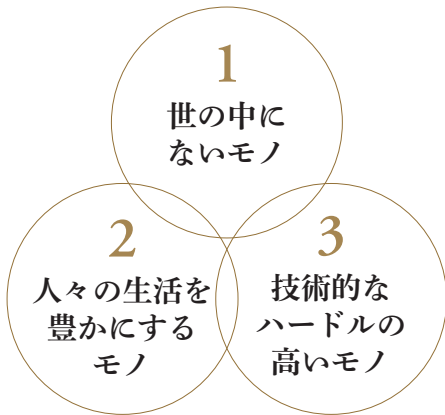 1
世の中に
ないモノ
2
人々の生活を
豊かにする
モノ
3
技術的な
ハードルの
高いモノ